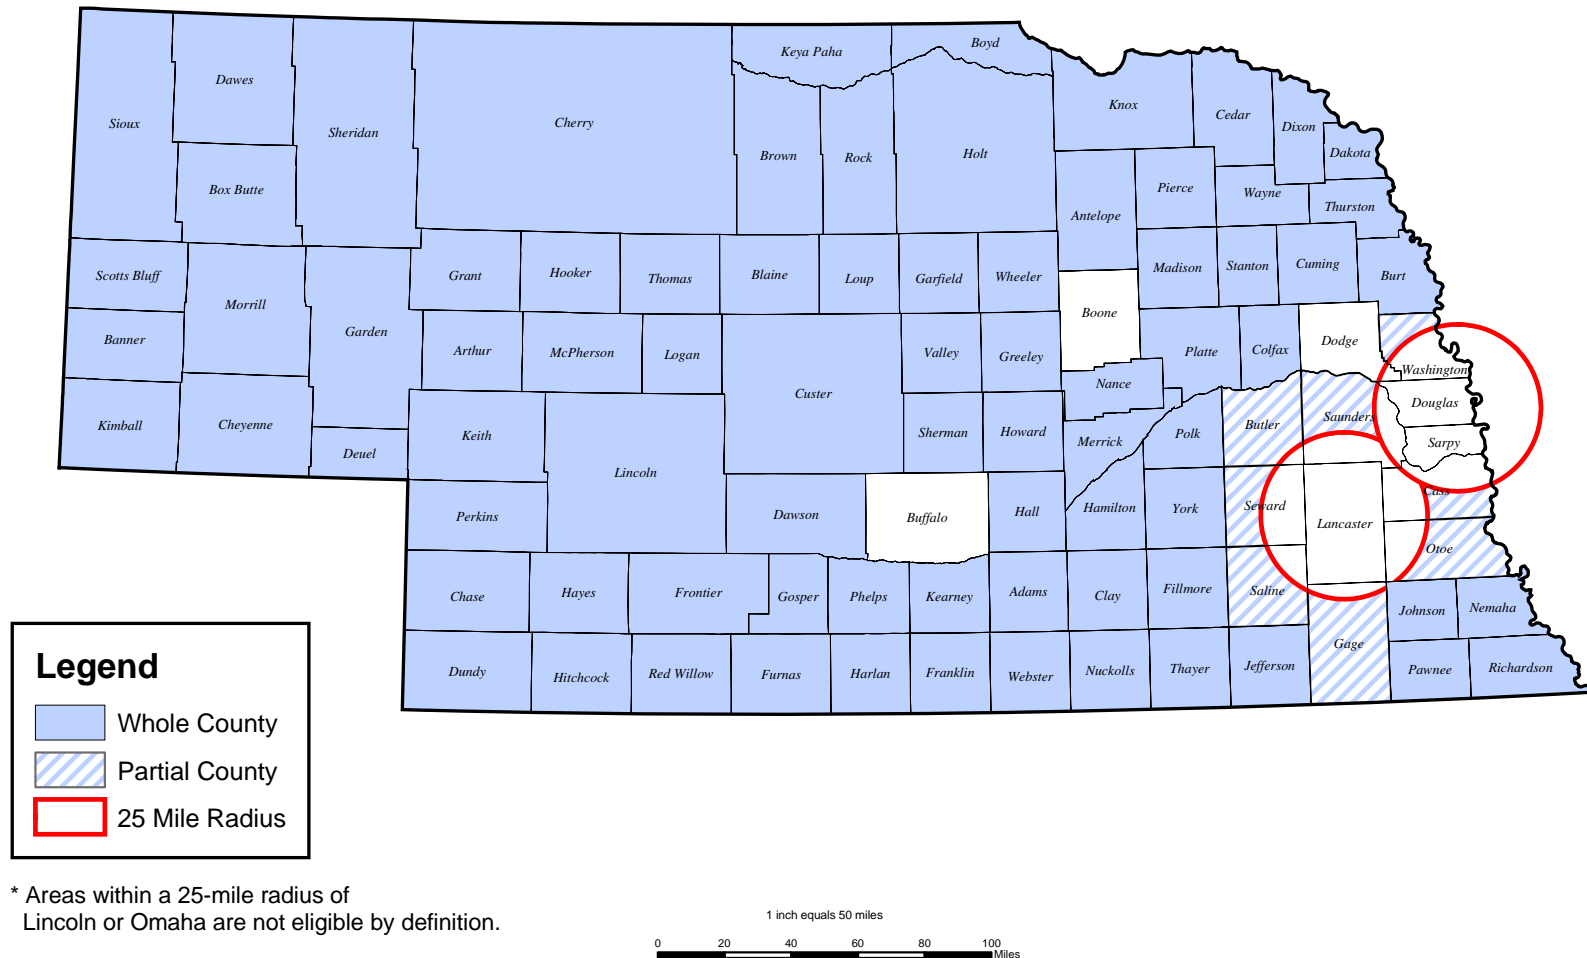 Keya Paha
Boyd
Dawes
Sioux
Sheridan
Cherry
Brown
Rock
Holt
Knox
Cedar
Dixon
Dakota
Box Butte
Antelope
Pierce
Wayne
Thurston
Scotts Bluff
Morrill
Garden
Grant
Hooker
Thomas
Blaine
Loup
Garfield
Wheeler
Madison
Stanton
Cuming
Burt
Banner
Arthur
McPherson
Logan
Custer
Valley
Greeley
Boone
Platte
Colfax
Dodge
Washington
Kimball
Cheyenne
Deuel
Keith
Lincoln
Sherman
Howard
Nance
Merrick
Polk
Butler
Saunders
Douglas
Sarpy
Perkins
Dawson
Buffalo
Hall
Hamilton
York
Seward
Lancaster
Cass
Otoe
Chase
Hayes
Frontier
Gosper
Phelps
Kearney
Adams
Clay
Fillmore
Saline
Johnson
Nemaha
Dundy
Hitchcock
Red Willow
Furnas
Harlan
Franklin
Webster
Nuckolls
Thayer
Jefferson
Gage
Pawnee
Richardson
Legend
Whole County
Partial County
25 Mile Radius
* Areas within a 25-mile radius of
Lincoln or Omaha are not eligible by definition.
1 inch equals 50 miles
0 20 40 60 80 100
Miles